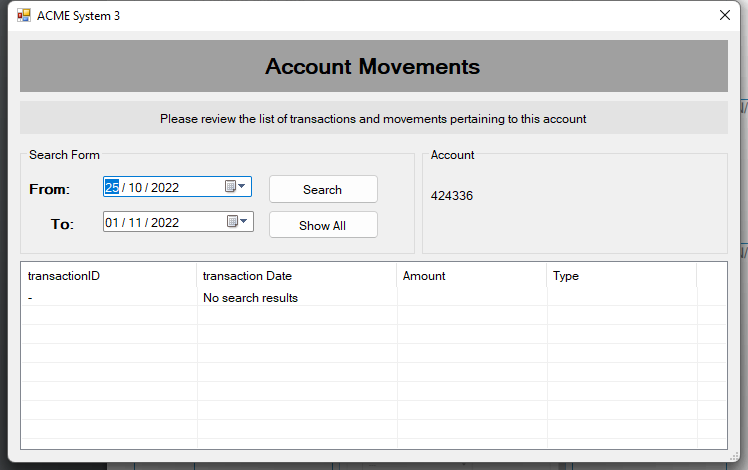 ACME System 3
Account Movements
Please review the list of transactions and movements pertaining to this account
Search Form
From: 25 / 10 / 2022 Search
To: 01 / 11 / 2022 Show All
Account
424336
transactionID transaction Date Amount Type
- No search results